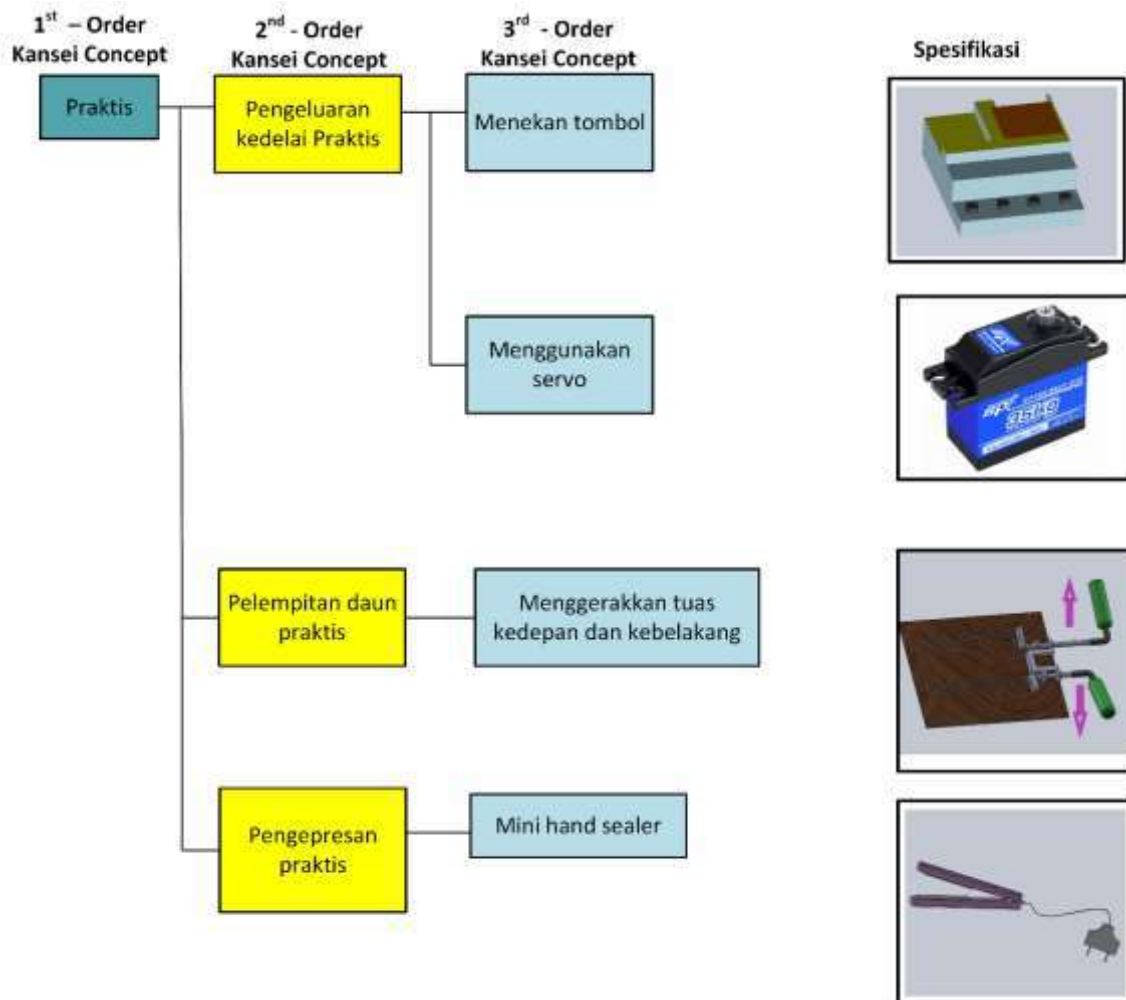 1st – Order
Kansei Concept
2nd - Order
Kansei Concept
3rd - Order
Kansei Concept
Spesifikasi
Praktis
Pengeluaran
kedelai Praktis
Menekan tombol
Menggunakan
servo
35KG
Pelempitan daun
praktis
Menggerakkan tuas
kedepan dan kebelakang
Pengepresan
praktis
Mini hand sealer